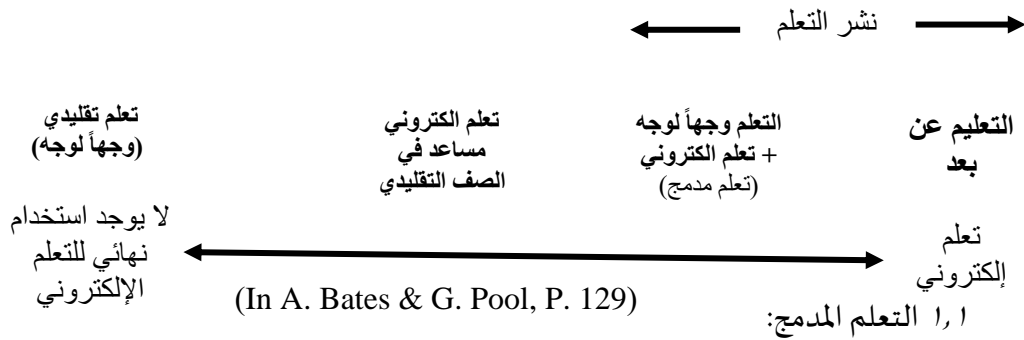 نشر التعلم
التعليم عن
بعد
التعلم وجهاً لوجه
+ تعلم الكتروني
(تعلم مدمج)
تعلم الكتروني
مساعد في
الصف التقليدي
تعلم تقليدي
(وجهاً لوجه)
تعلم
إلكتروني
لا يوجد استخدام
نهائي للتعلم
الإلكتروني
(In A. Bates & G. Pool, P. 129)
١,١ التعلم المدمج: